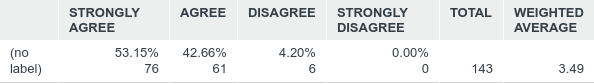 STRONGLY AGREE DISAGREE STRONGLY TOTAL WEIGHTED
AGREE DISAGREE AVERAGE
(no 53.15% 42.66% 4.20% 0.00%
label) 76 61 6 0 143 3.49